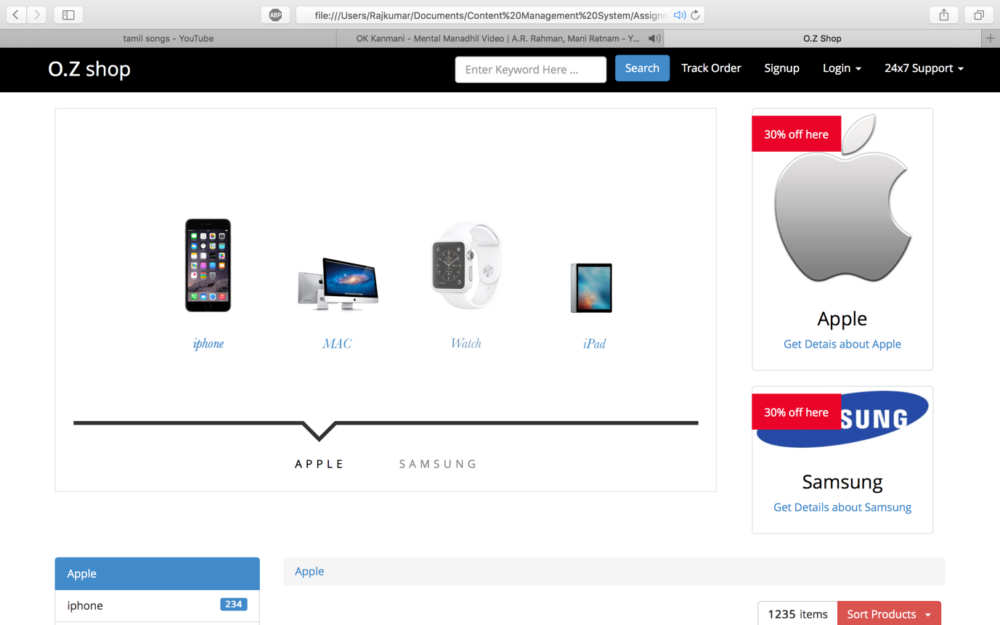 ABP
file:///Users/Rajkumar/Documents/Content%20Management%20System/Assignm
tamil songs - YouTube
OK Kanmani - Mental Manadhil Video | A.R. Rahman, Mani Ratnam - Y...
O.Z Shop
O.Z shop
Enter Keyword Here ...
Search
Track Order
Signup
Login
24x7 Support
30% off here
iphone
MAC
Watch
iPad
Apple
Get Detais about Apple
30% off here
SUNG
APPLE
SAMSUNG
Samsung
Get Details about Samsung
Apple
Apple
iphone
234
1235 items
Sort Products